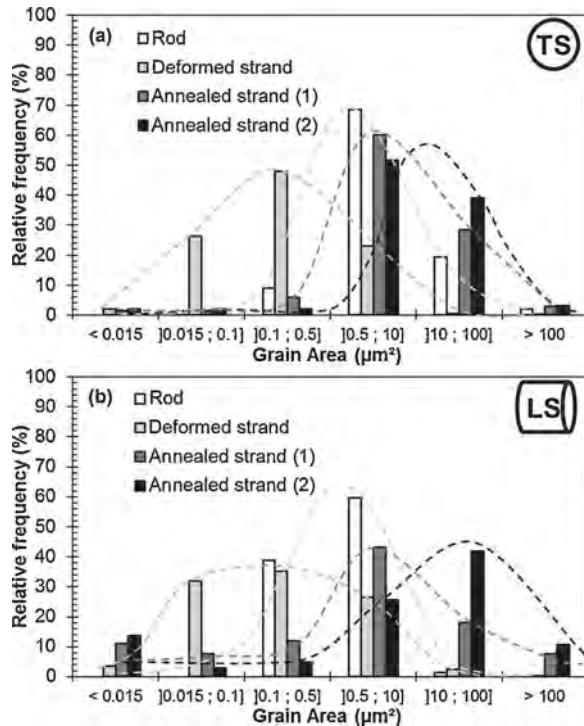 100
90
80
70
60
50
40
30
20
10
0
Relative frequency (%)
(a)
TS
Rod
Deformed strand
Annealed strand (1)
Annealed strand (2)
< 0.015 ]0.015 ; 0.1] ]0.1 ; 0.5] ]0.5 ; 10] ]10 ; 100] > 100
Grain Area (µm²)
100
90
80
70
60
50
40
30
20
10
0
Relative frequency (%)
(b)
LS
Rod
Deformed strand
Annealed strand (1)
Annealed strand (2)
< 0.015 ]0.015 ; 0.1] ]0.1 ; 0.5] ]0.5 ; 10] ]10 ; 100] > 100
Grain Area (µm²)